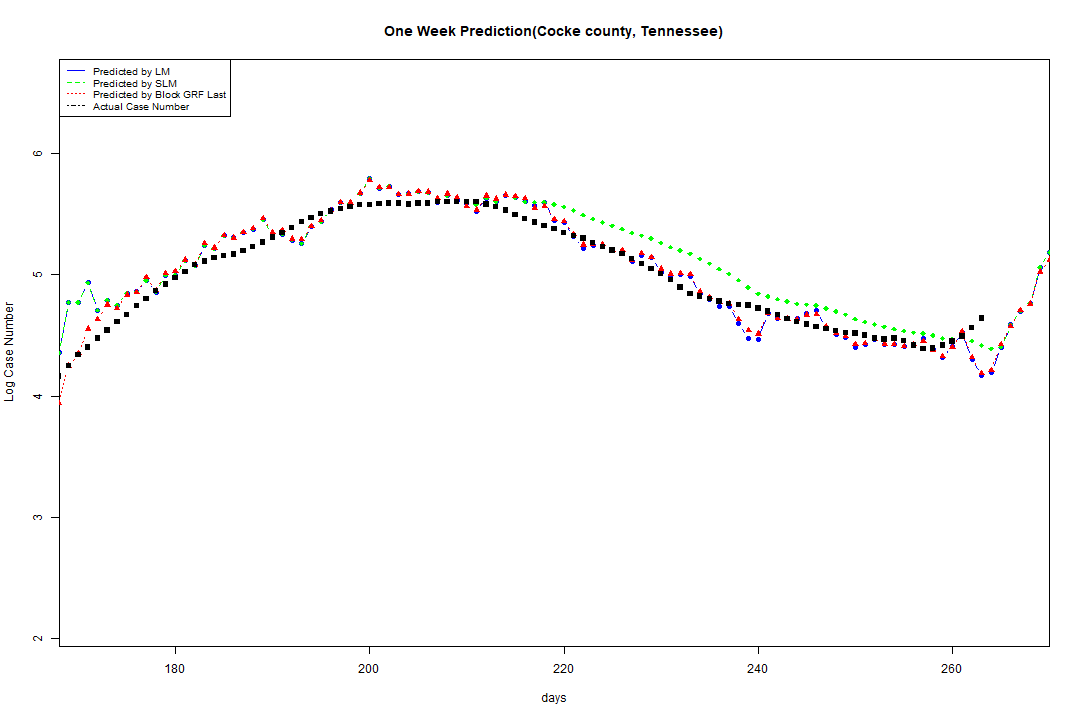 One Week Prediction(Cocke county, Tennessee)
Predicted by LM
Predicted by SLM
Predicted by Block GRF Last
Actual Case Number
6
5
4
3
2
Log Case Number
180 200 220 240 260
days